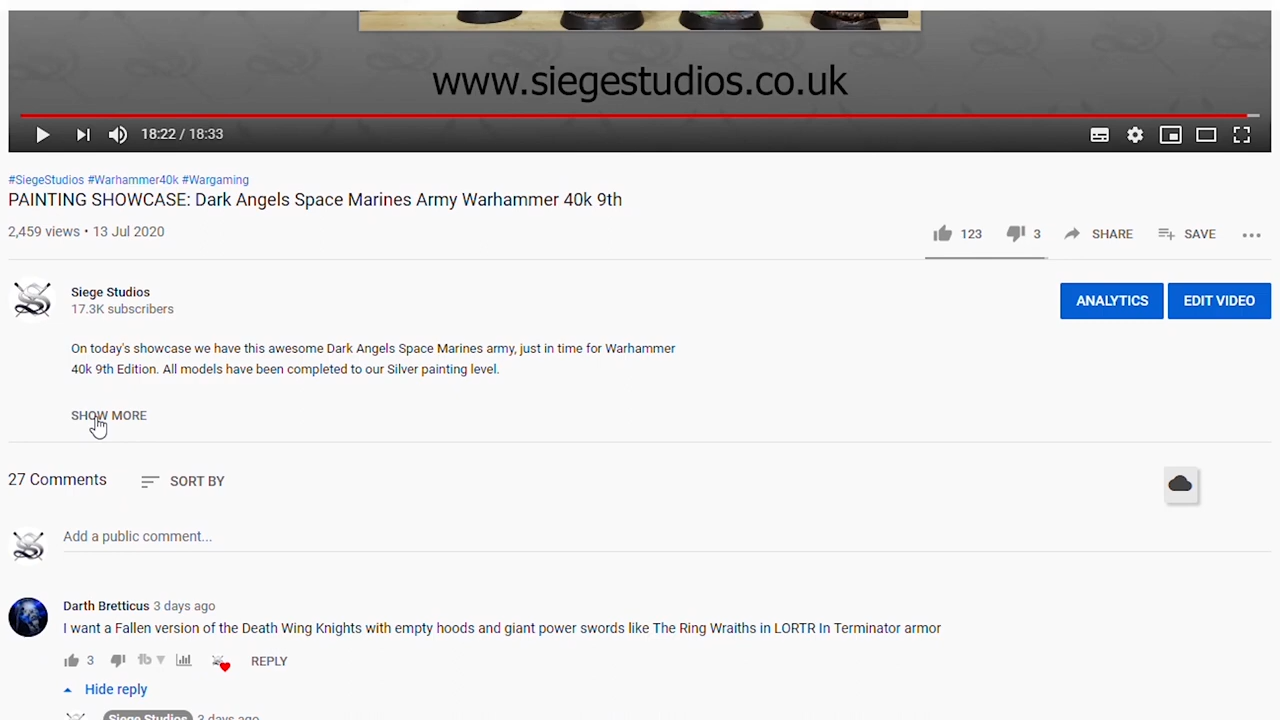 www.siegestudios.co.uk
18:22 / 18:33
#SiegeStudios #Warhammer40k #Wargaming
PAINTING SHOWCASE: Dark Angels Space Marines Army Warhammer 40k 9th
2,459 views • 13 Jul 2020
123
3
SHARE
SAVE
Siege Studios
17.3K subscribers
ANALYTICS
EDIT VIDEO
On today's showcase we have this awesome Dark Angels Space Marines army, just in time for Warhammer
40k 9th Edition. All models have been completed to our Silver painting level.
SHOW MORE
27 Comments
SORT BY
Add a public comment...
Darth Bretticus 3 days ago
I want a Fallen version of the Death Wing Knights with empty hoods and giant power swords like The Ring Wraiths in LORTR In Terminator armor
3
REPLY
Hide reply
Siege Studios 3 days ago